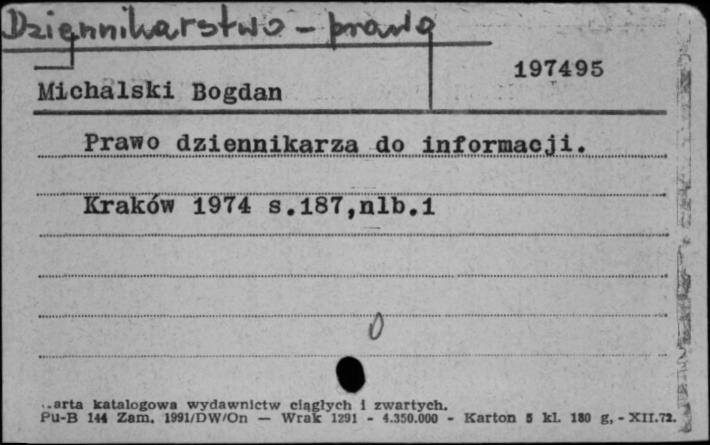 Dziennikarstwo - prawo
197495
Michalski Bogdan
Prawo dziennikarza do informacji.
Kraków 1974 s.187,nlb.1
0
..arta katalogowa wydawnictw ciągłych i zwartych.
Pu-B 144 Zam. 1991/DW/On — Wrak 1291 - 4.350.000 - Karton 5 kl. 180 g, - XII.72.